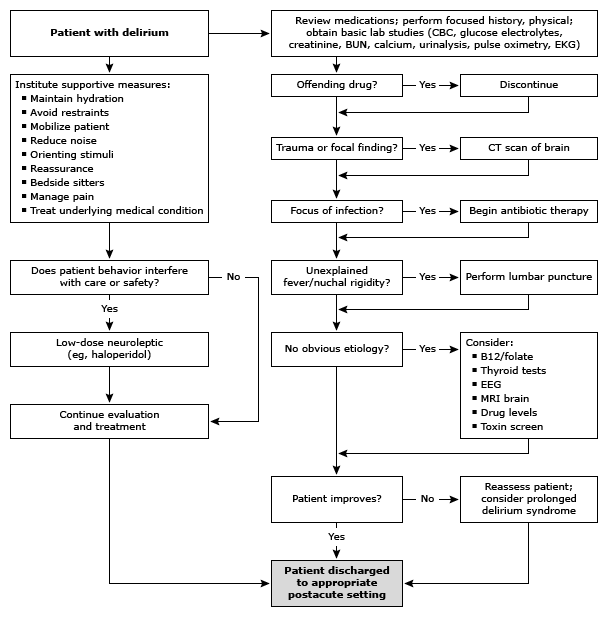 Patient with delirium
Review medications; perform focused history, physical;
obtain basic lab studies (CBC, glucose electrolytes,
creatinine, BUN, calcium, urinalysis, pulse oximetry, EKG)
Institute supportive measures:
▪ Maintain hydration
▪ Avoid restraints
▪ Mobilize patient
▪ Reduce noise
▪ Orienting stimuli
▪ Reassurance
▪ Bedside sitters
▪ Manage pain
▪ Treat underlying medical condition
Does patient behavior interfere
with care or safety?
No
Yes
Low-dose neuroleptic
(eg, haloperidol)
Continue evaluation
and treatment
Offending drug?
Yes
Discontinue
Trauma or focal finding?
Yes
CT scan of brain
Focus of infection?
Yes
Begin antibiotic therapy
Unexplained
fever/nuchal rigidity?
Yes
Perform lumbar puncture
No obvious etiology?
Yes
Consider:
▪ B12/folate
▪ Thyroid tests
▪ EEG
▪ MRI brain
▪ Drug levels
▪ Toxin screen
Patient improves?
No
Reassess patient;
consider prolonged
delirium syndrome
Yes
Patient discharged
to appropriate
postacute setting